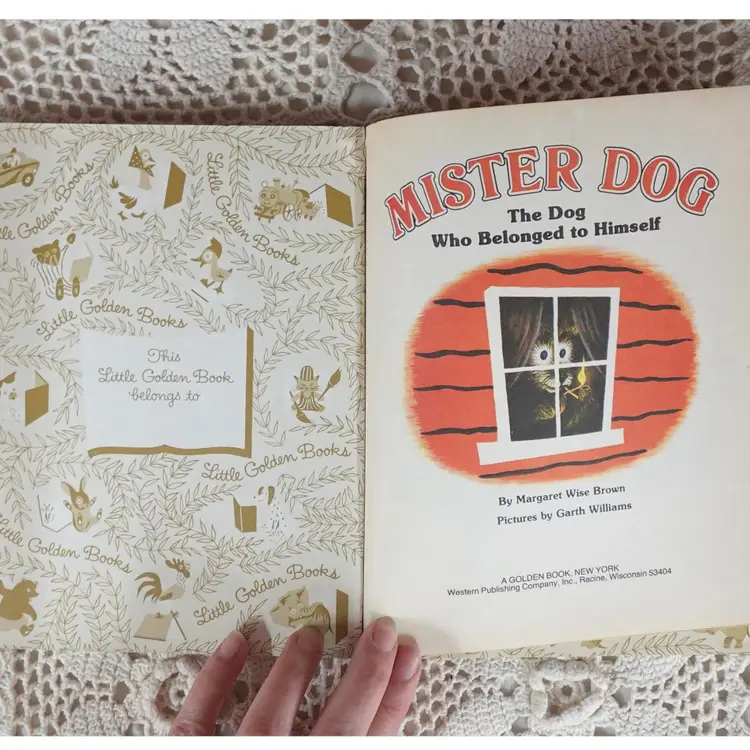 Little Golden Books
Little Golden Books
Little Golden Books
This
Little Golden Book
belongs to
Little Golden Books
Little Golden Books
Little Golden Books
MISTER DOG
The Dog
Who Belonged to Himself
By Margaret Wise Brown
Pictures by Garth Williams
A GOLDEN BOOK, NEW YORK
Western Publishing Company, Inc., Racine, Wisconsin 53404